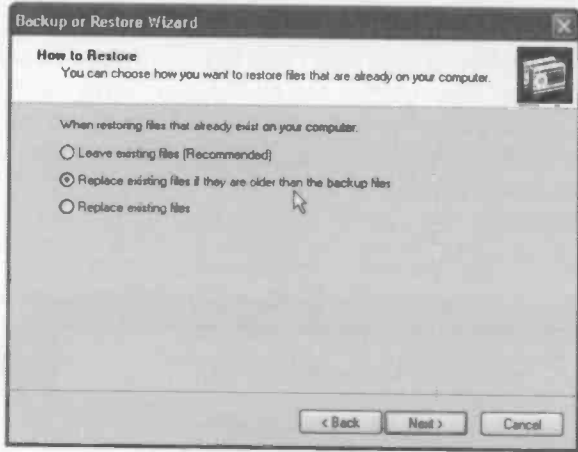 Backup or Restore Wizard
How to Restore
You can choose how you want to restore files that are already on your computer.
When restoring files that already exist on your computer:
Leave existing files (Recommended)
Replace existing files if they are older than the backup files
Replace existing files
< Back
Next >
Cancel